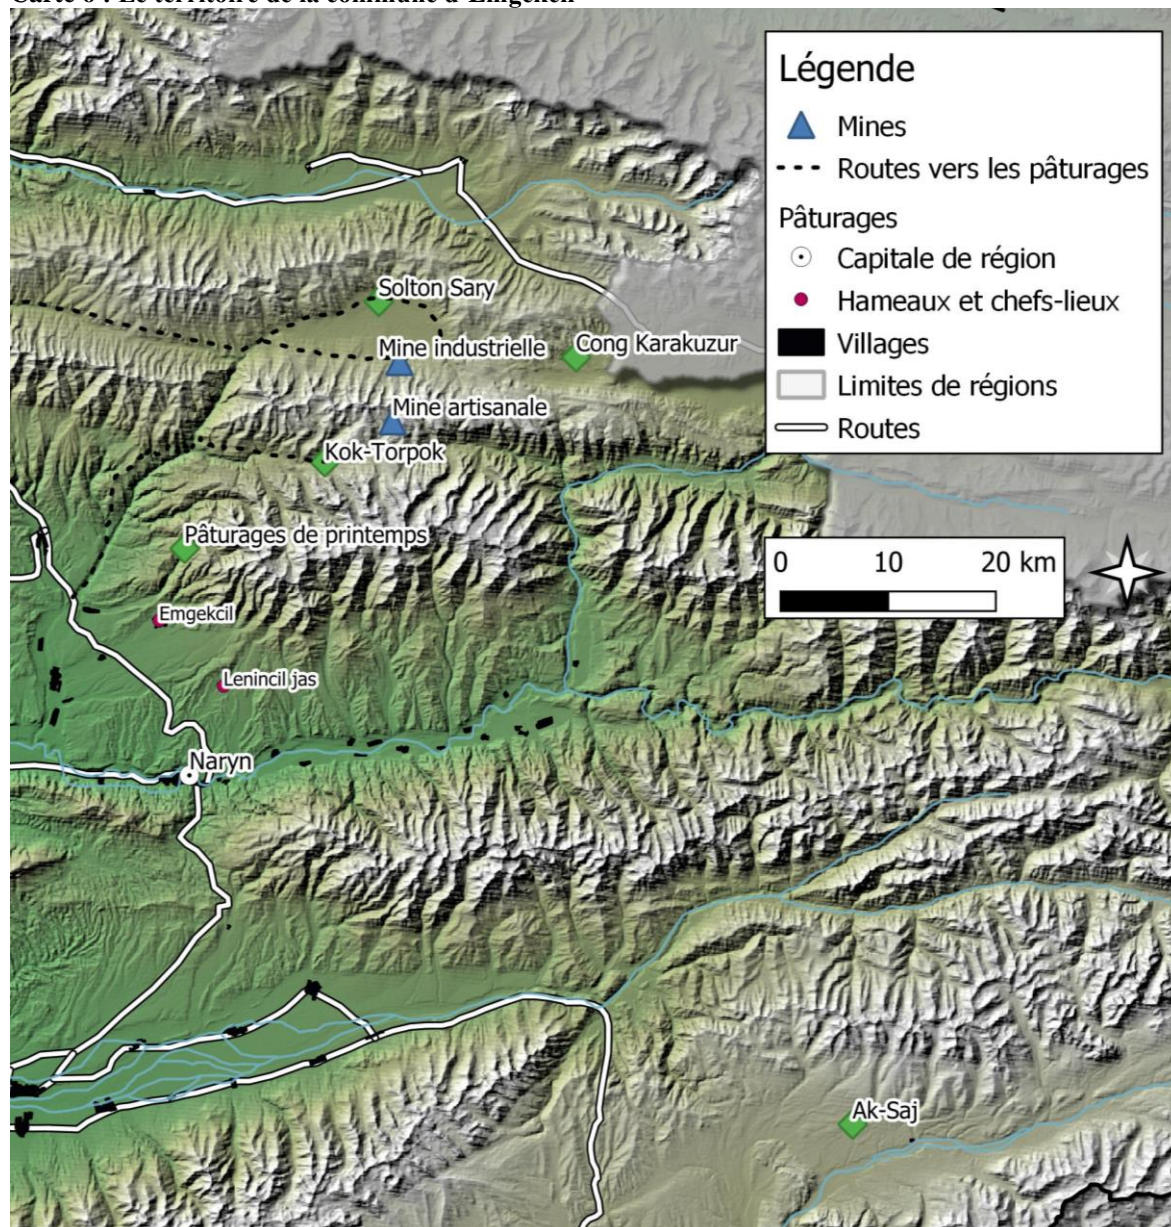 Légende
Mines
Routes vers les pâturages
Pâturages
Capitale de région
Hameaux et chefs-lieux
Villages
Limites de régions
Routes
Solton Sary
Mine industrielle
Cong Karakuzur
Mine artisanale
Kok-Torpok
Pâturages de printemps
0 10 20 km
Emgekcil
Lenincil jas
Naryn
Ak-Saj